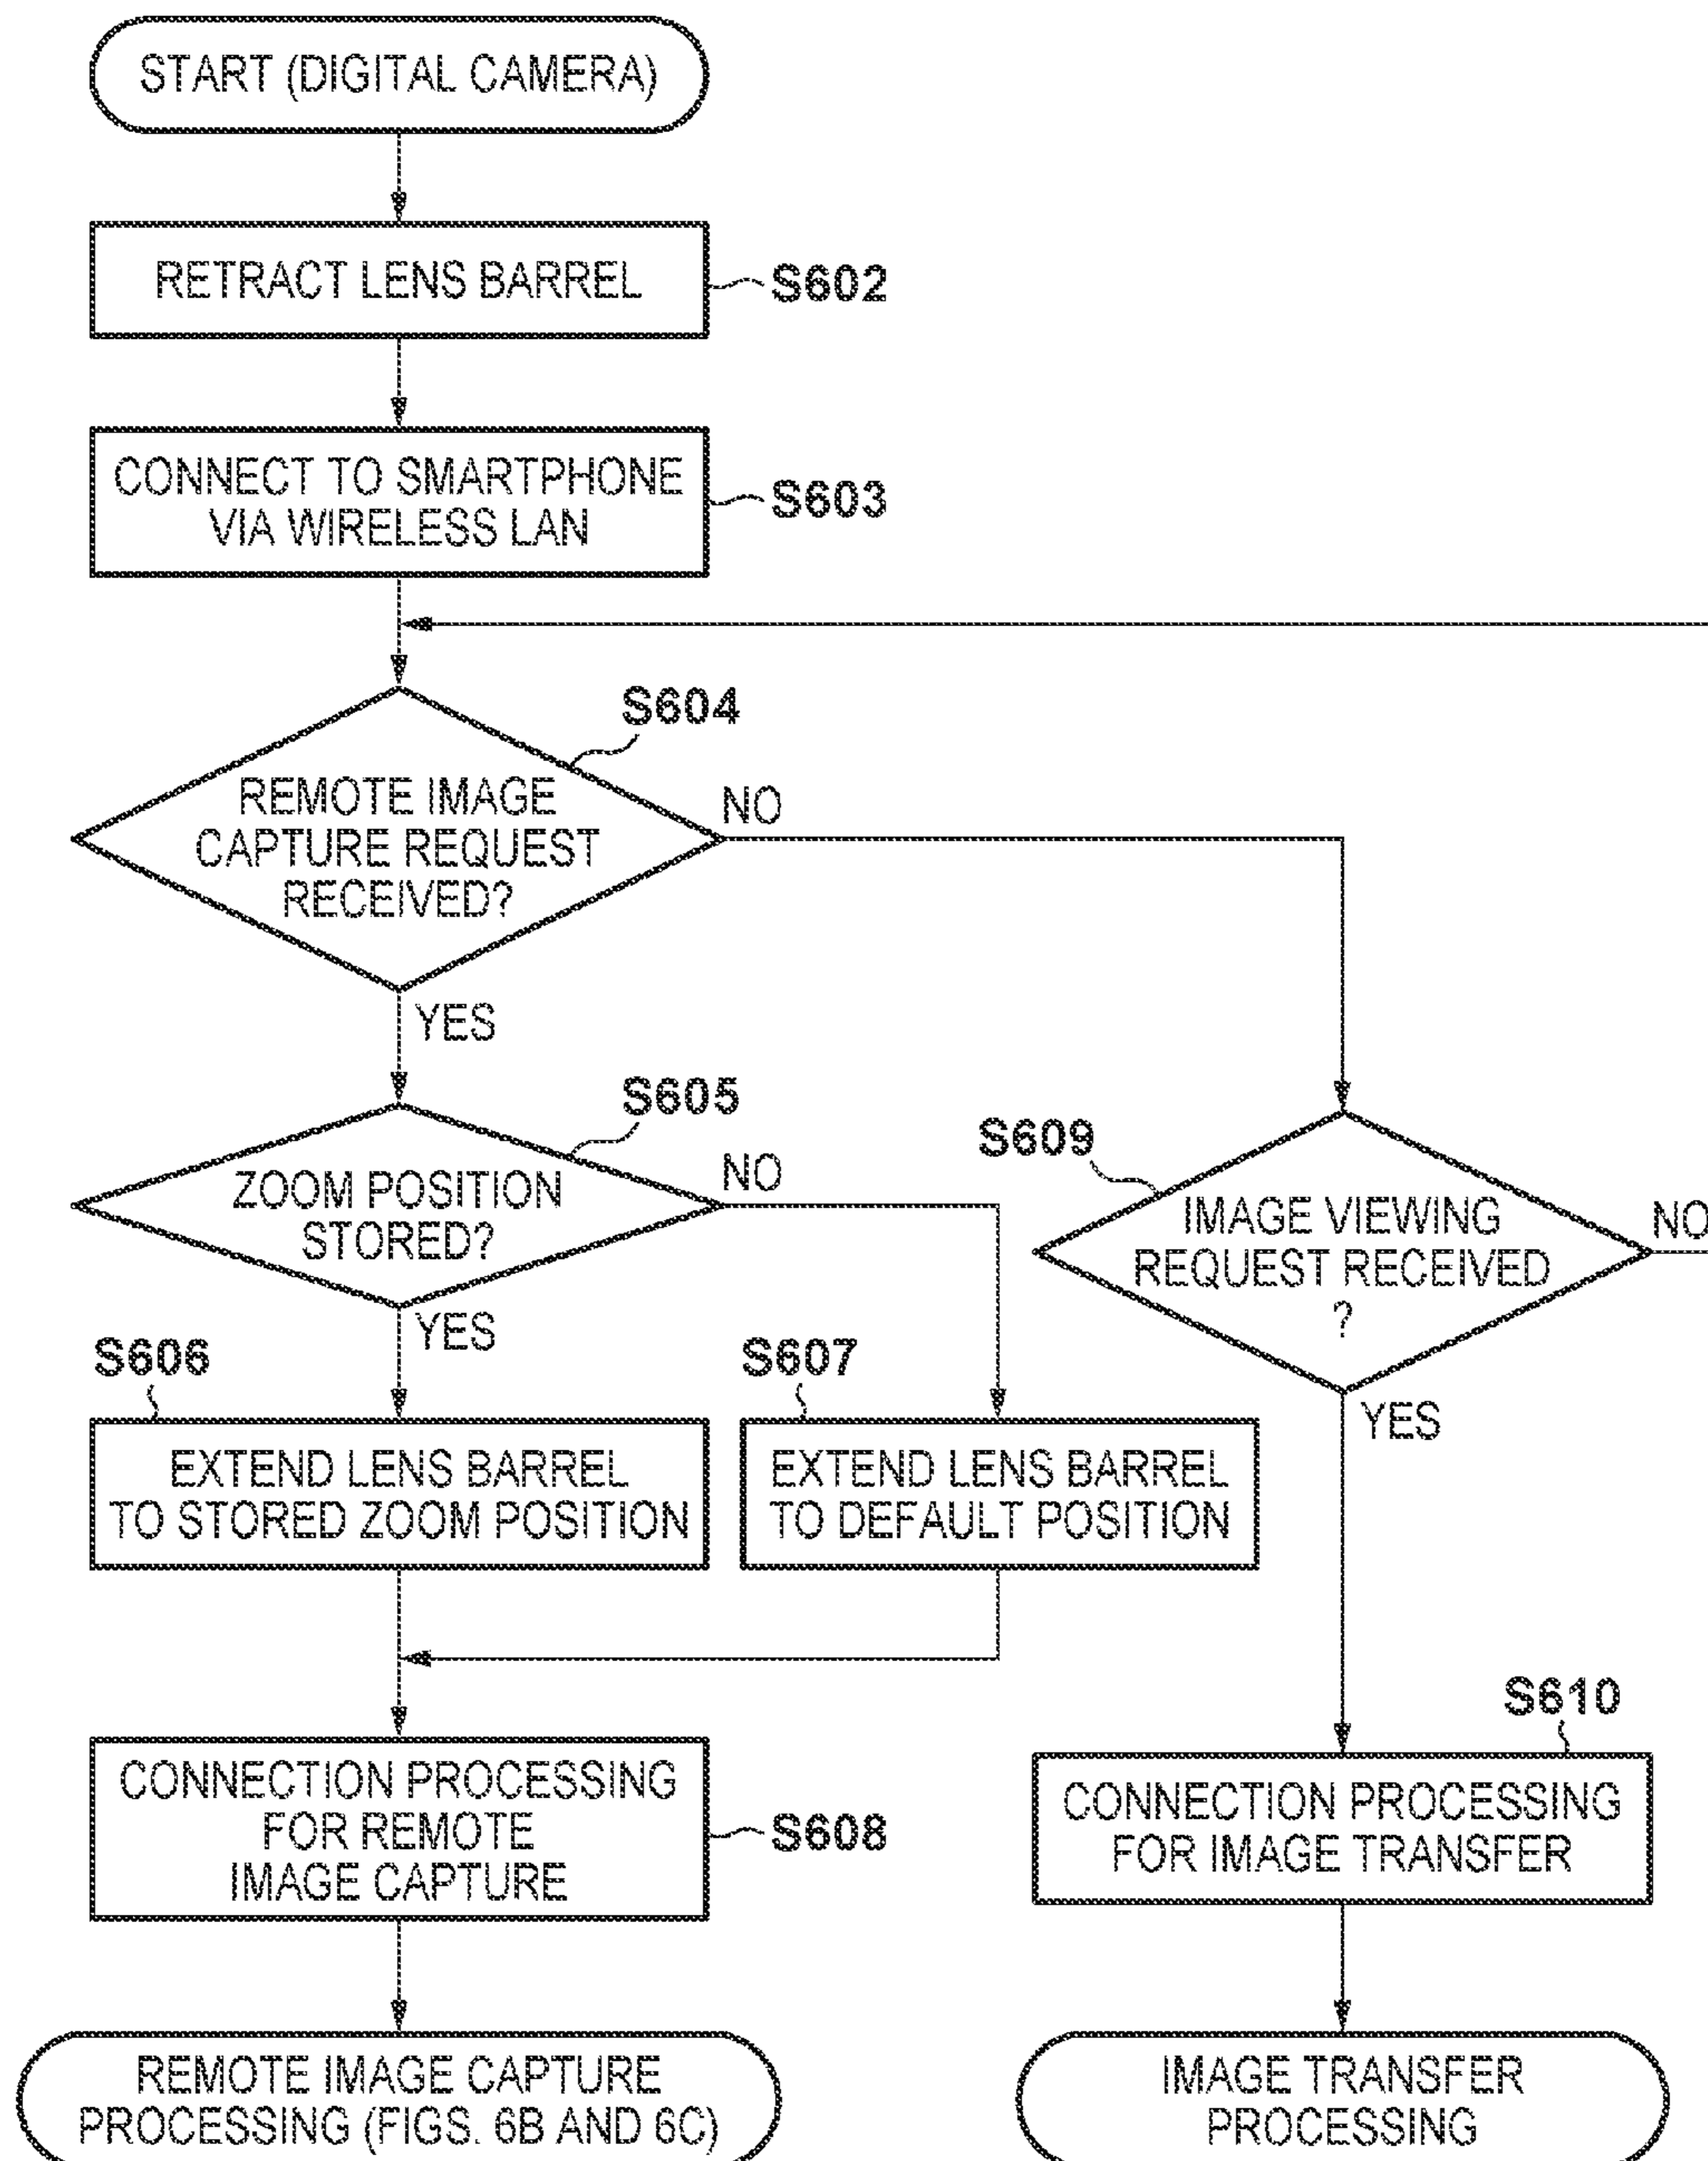 START (DIGITAL CAMERA)
RETRACT LENS BARREL
S602
CONNECT TO SMARTPHONE
VIA WIRELESS LAN
S603
S604
REMOTE IMAGE
CAPTURE REQUEST
RECEIVED?
NO
YES
S605
ZOOM POSITION
STORED?
NO
YES
S609
IMAGE VIEWING
REQUEST RECEIVED
?
NO
YES
S606
EXTEND LENS BARREL
TO STORED ZOOM POSITION
S607
EXTEND LENS BARREL
TO DEFAULT POSITION
CONNECTION PROCESSING
FOR REMOTE
IMAGE CAPTURE
S608
S610
CONNECTION PROCESSING
FOR IMAGE TRANSFER
REMOTE IMAGE CAPTURE
PROCESSING (FIGS. 6B AND 6C)
IMAGE TRANSFER
PROCESSING